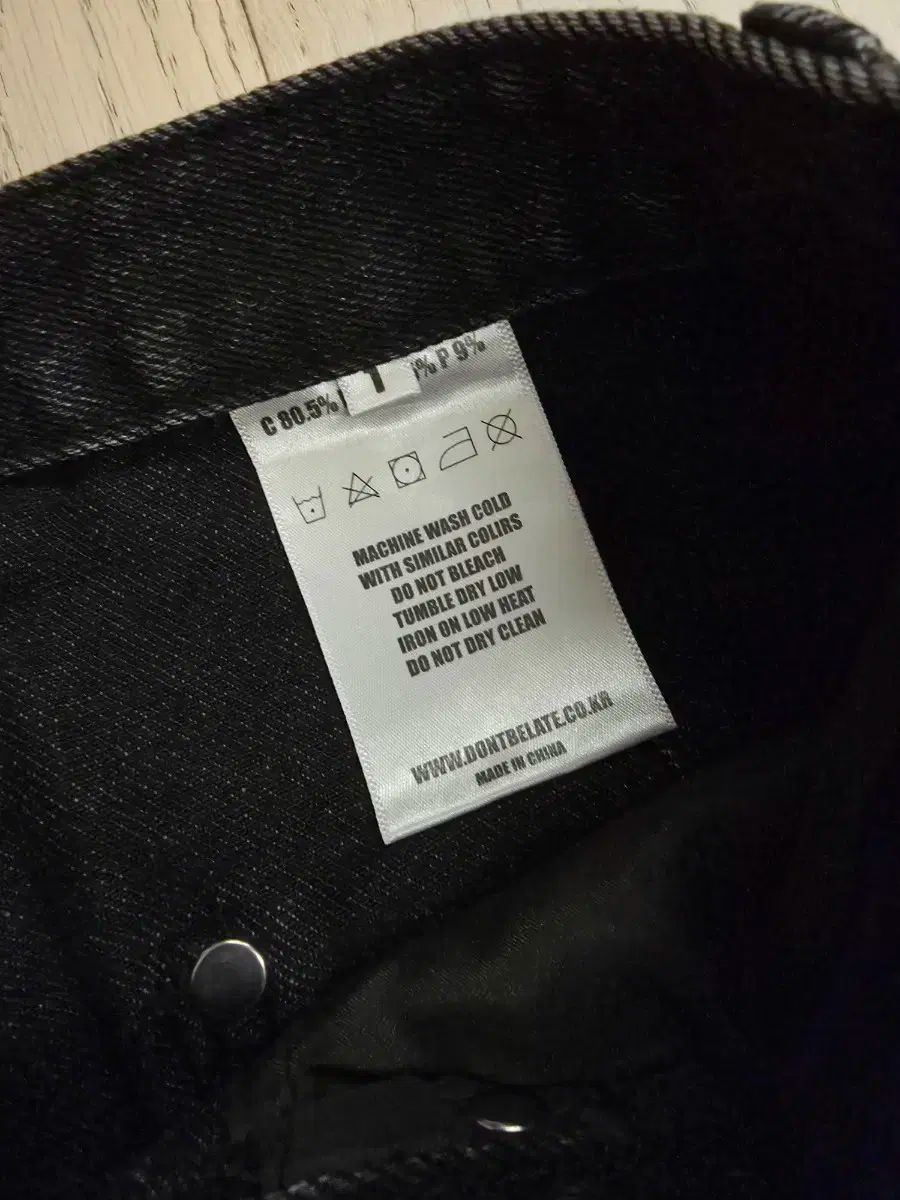 C 80.5%
1
% P 9%
MACHINE WASH COLD
WITH SIMILAR COLIRS
DO NOT BLEACH
TUMBLE DRY LOW
IRON ON LOW HEAT
DO NOT DRY CLEAN
WWW.DONTBELATE.CO.KR
MADE IN CHINA